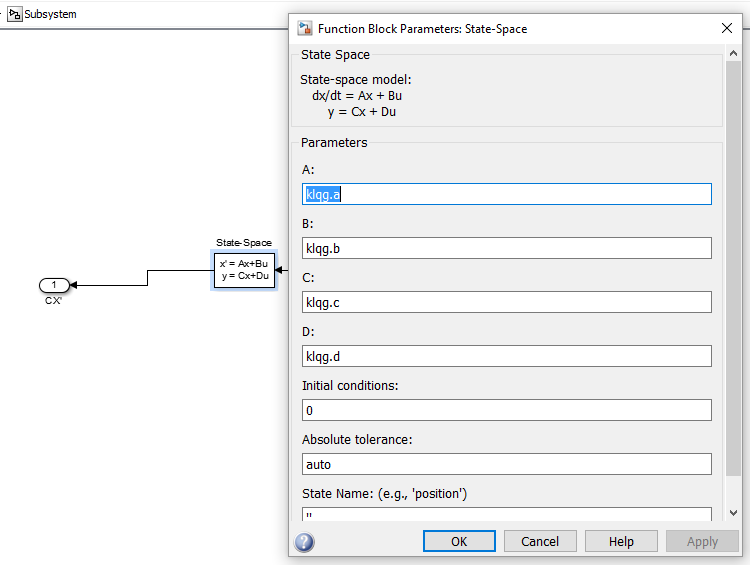 Subsystem
State-Space
x' = Ax+Bu
y = Cx+Du
1
CX'
Function Block Parameters: State-Space
State Space
State-space model:
dx/dt = Ax + Bu
y = Cx + Du
Parameters
A:
klqg.a
B:
klqg.b
C:
klqg.c
D:
klqg.d
Initial conditions:
0
Absolute tolerance:
auto
State Name: (e.g., 'position')
''
OK Cancel Help Apply